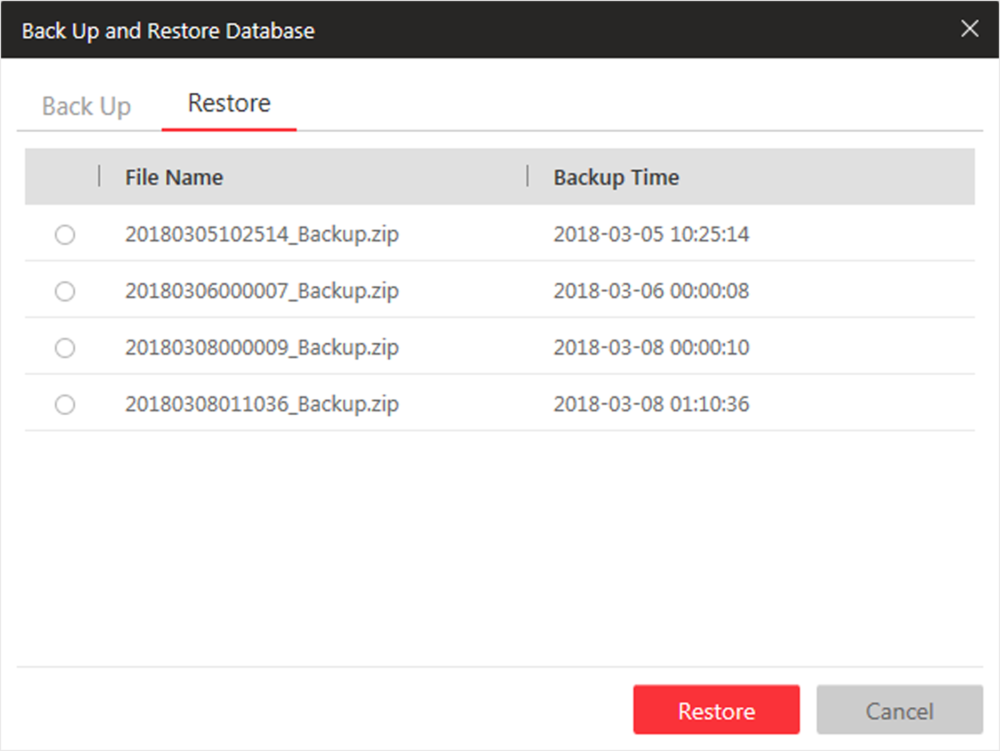 Back Up and Restore Database
Back Up Restore
File Name Backup Time
20180305102514_Backup.zip 2018-03-05 10:25:14
20180306000007_Backup.zip 2018-03-06 00:00:08
20180308000009_Backup.zip 2018-03-08 00:00:10
20180308011036_Backup.zip 2018-03-08 01:10:36
Restore Cancel